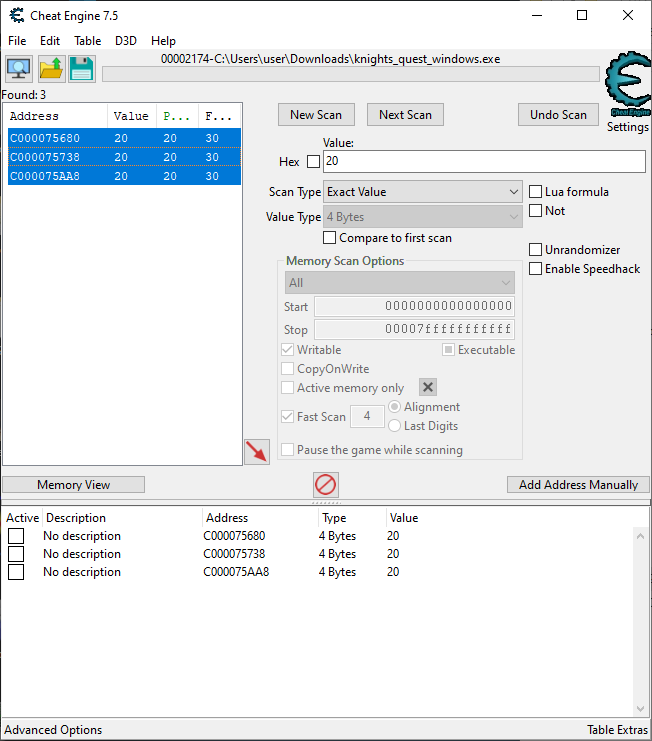 Cheat Engine 7.5
File Edit Table D3D Help
00002174-C:\Users\user\Downloads\knights_quest_windows.exe
Found: 3
Address Value P... F...
C000075680 20 20 30
C000075738 20 20 30
C000075AA8 20 20 30
New Scan Next Scan Undo Scan
Cheat Engine
Settings
Value:
Hex 20
Scan Type Exact Value
Value Type 4 Bytes
Compare to first scan
Lua formula
Not
Unrandomizer
Enable Speedhack
Memory Scan Options
All
Start 0000000000000000
Stop 00007fffffffffff
Writable Executable
CopyOnWrite
Active memory only
Fast Scan 4 Alignment
Last Digits
Pause the game while scanning
Memory View Add Address Manually
Active Description Address Type Value
No description C000075680 4 Bytes 20
No description C000075738 4 Bytes 20
No description C000075AA8 4 Bytes 20
Advanced Options Table Extras